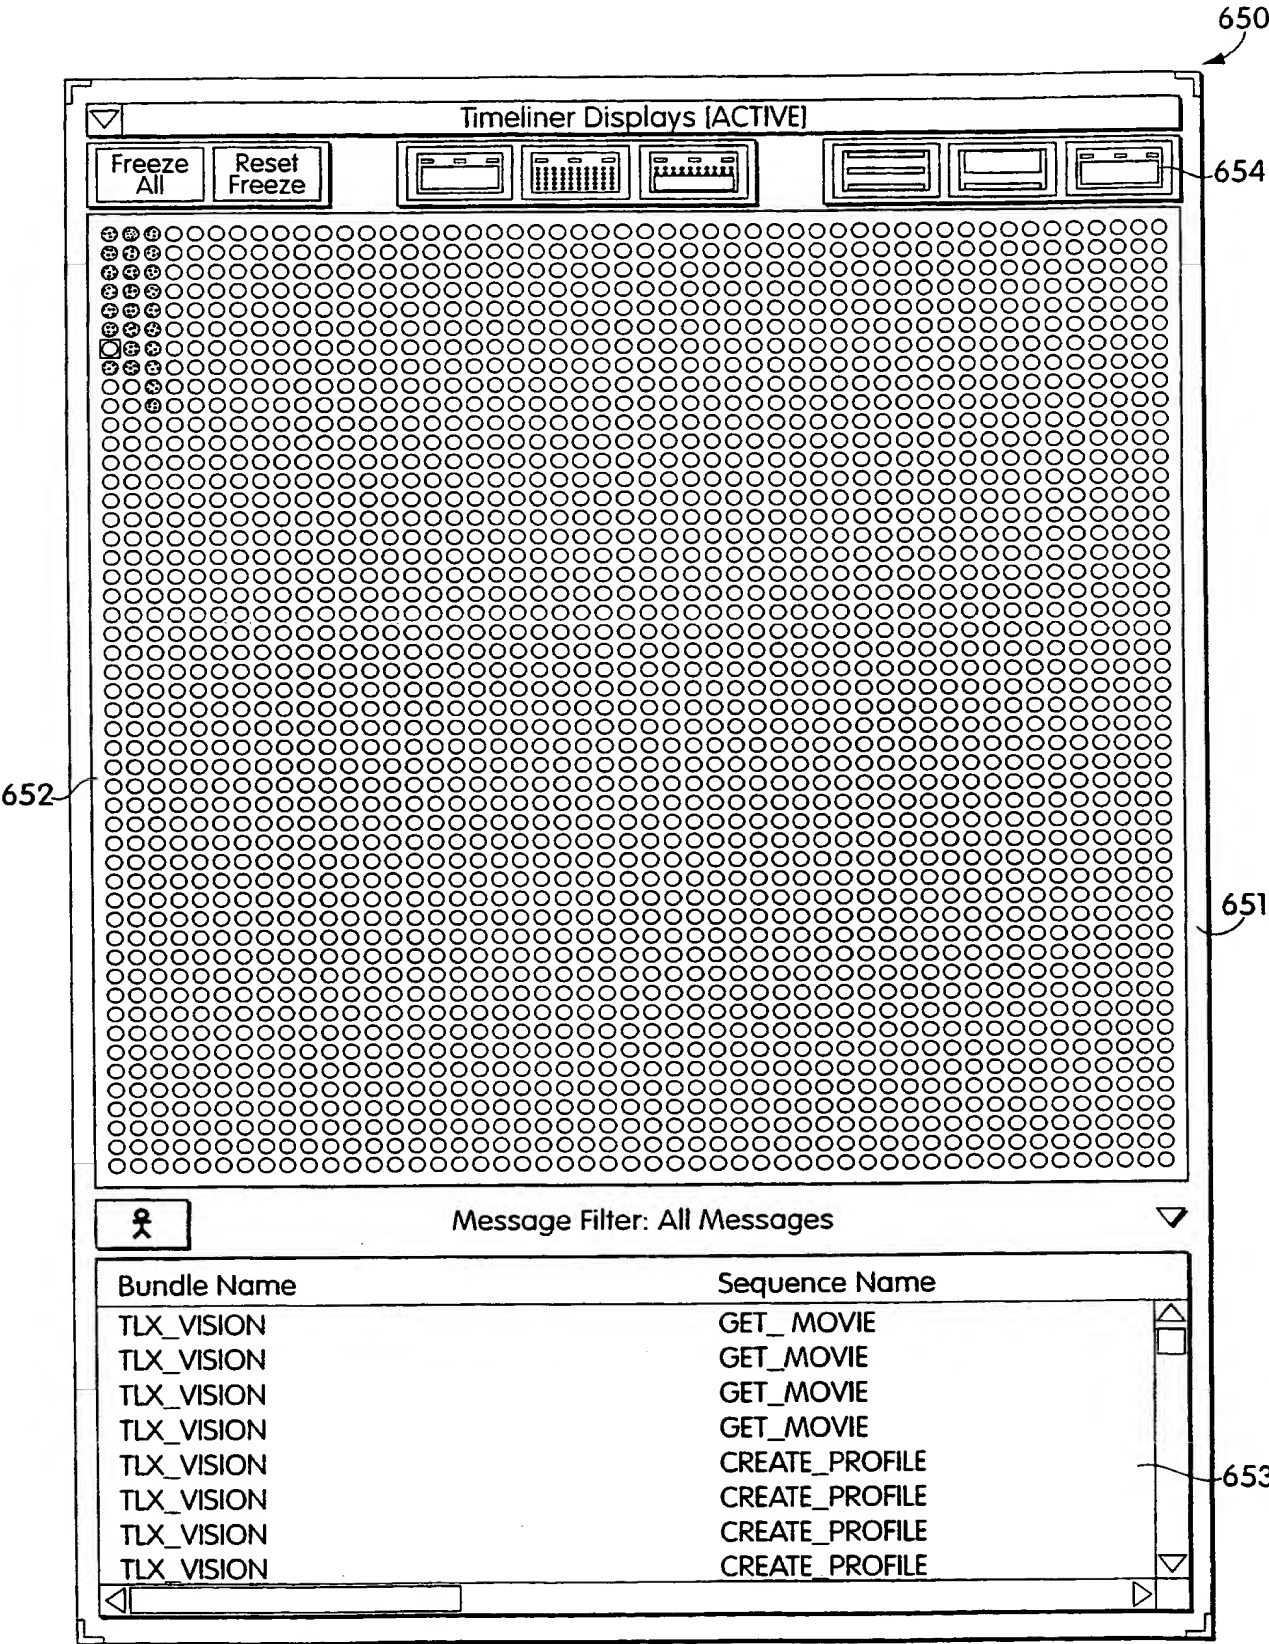 650
Timeliner Displays [ACTIVE]
Freeze All
Reset Freeze
654
652
651
Message Filter: All Messages
Bundle Name Sequence Name
TLX_VISION GET_ MOVIE
TLX_VISION GET_MOVIE
TLX_VISION GET_MOVIE
TLX_VISION GET_MOVIE
TLX_VISION CREATE_PROFILE
TLX_VISION CREATE_PROFILE
TLX_VISION CREATE_PROFILE
TLX_VISION CREATE_PROFILE
653